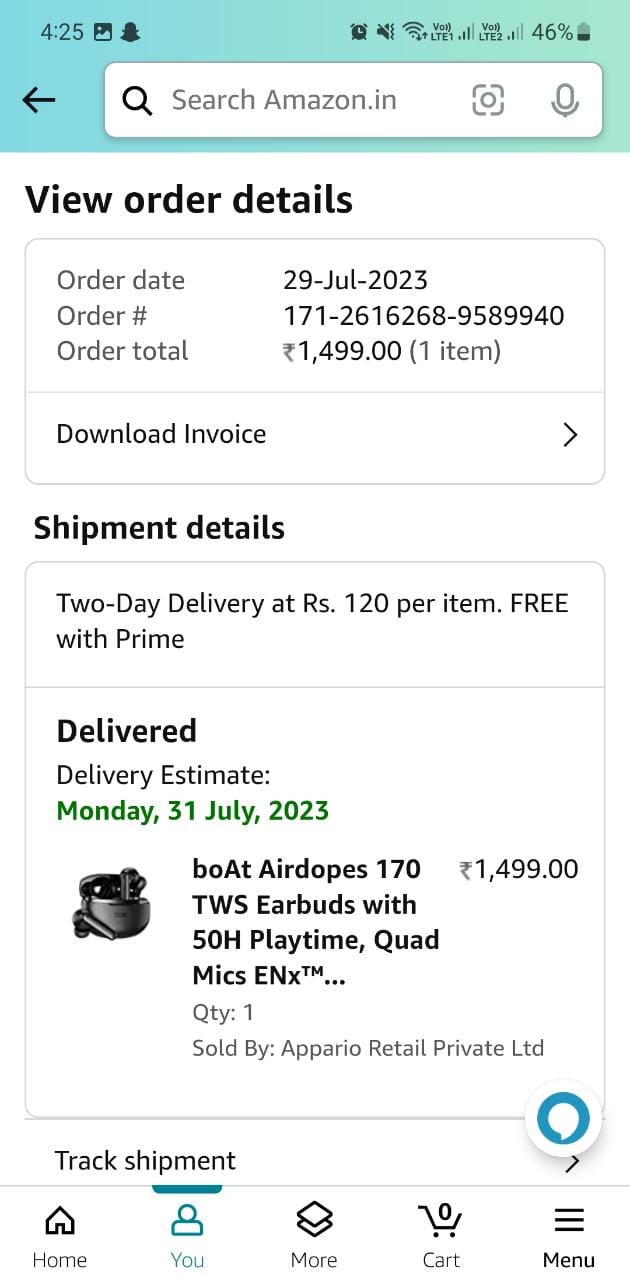 4:25
Vo)) LTE1 Vo)) LTE2 46%
Search Amazon.in
View order details
Order date 29-Jul-2023
Order # 171-2616268-9589940
Order total ₹1,499.00 (1 item)
Download Invoice
Shipment details
Two-Day Delivery at Rs. 120 per item. FREE
with Prime
Delivered
Delivery Estimate:
Monday, 31 July, 2023
boAt Airdopes 170 ₹1,499.00
TWS Earbuds with
50H Playtime, Quad
Mics ENx™...
Qty: 1
Sold By: Appario Retail Private Ltd
Track shipment
0
Home You More Cart Menu